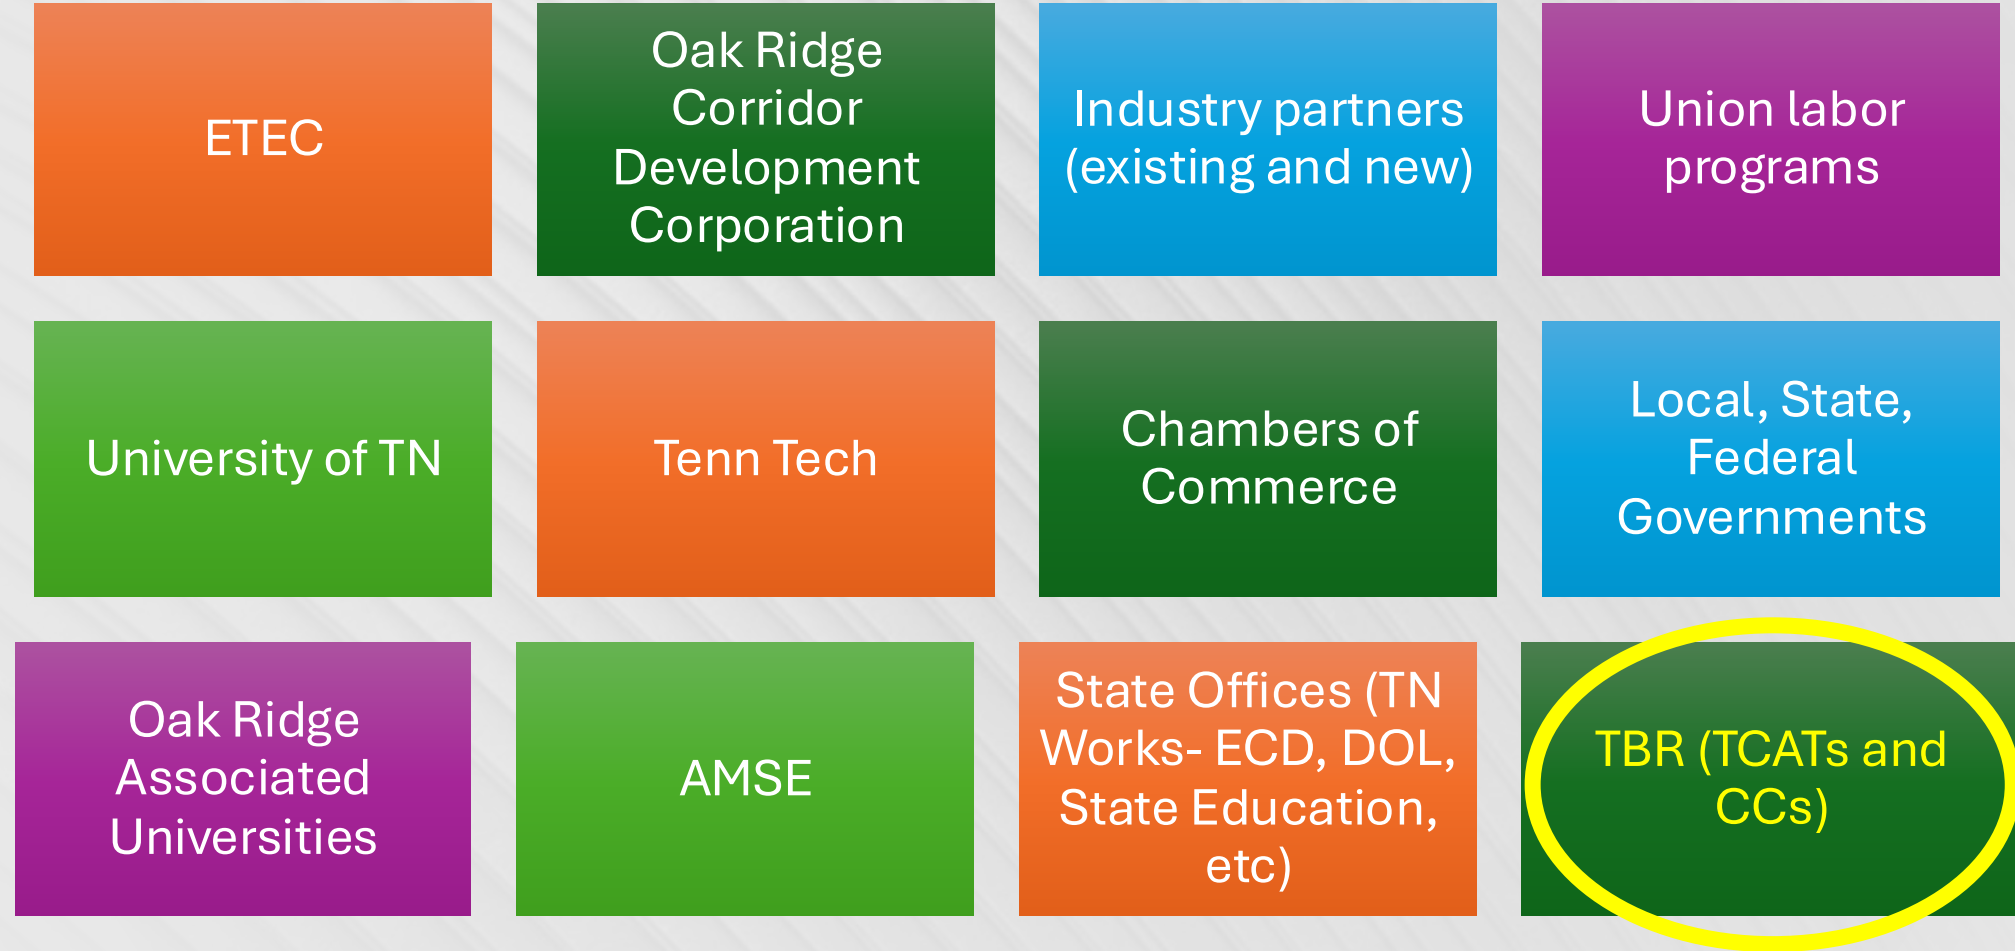 ETEC
Oak Ridge
Corridor
Development
Corporation
Industry partners
(existing and new)
Union labor
programs
University of TN
Tenn Tech
Chambers of
Commerce
Local, State,
Federal
Governments
Oak Ridge
Associated
Universities
AMSE
State Offices (TN
Works- ECD, DOL,
State Education,
etc)
TBR (TCATs and
CCs)